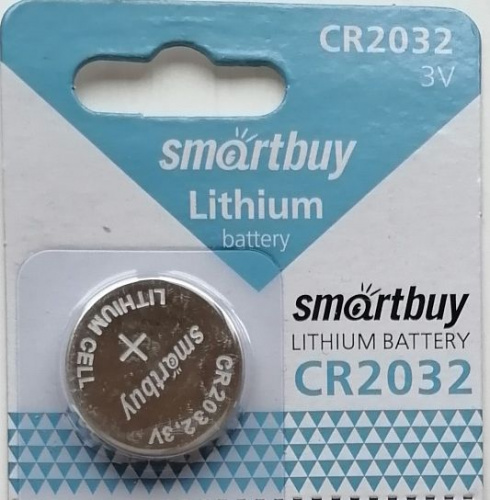 CR2032
3V
smartbuy
Lithium
battery
smartbuy
LITHIUM BATTERY
CR2032
LITHIUM CELL
+
smartbuy
CR2032.3V